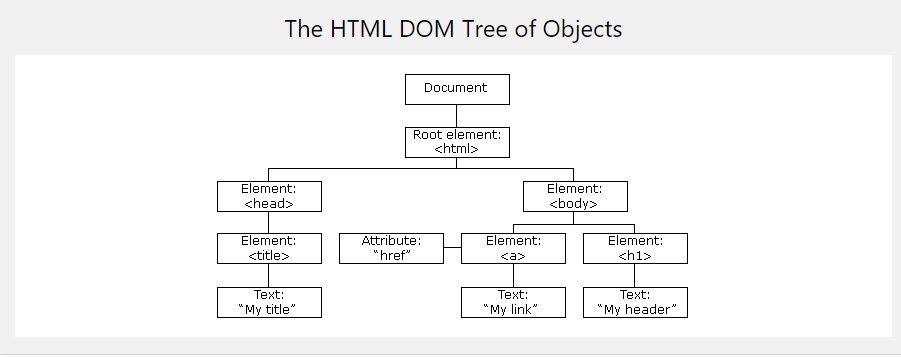 The HTML DOM Tree of Objects
Document
Root element:
<html>
Element:
<head>
Element:
<body>
Element:
<title>
Attribute:
“href”
Element:
<a>
Element:
<h1>
Text:
“My title”
Text:
“My link”
Text:
“My header”